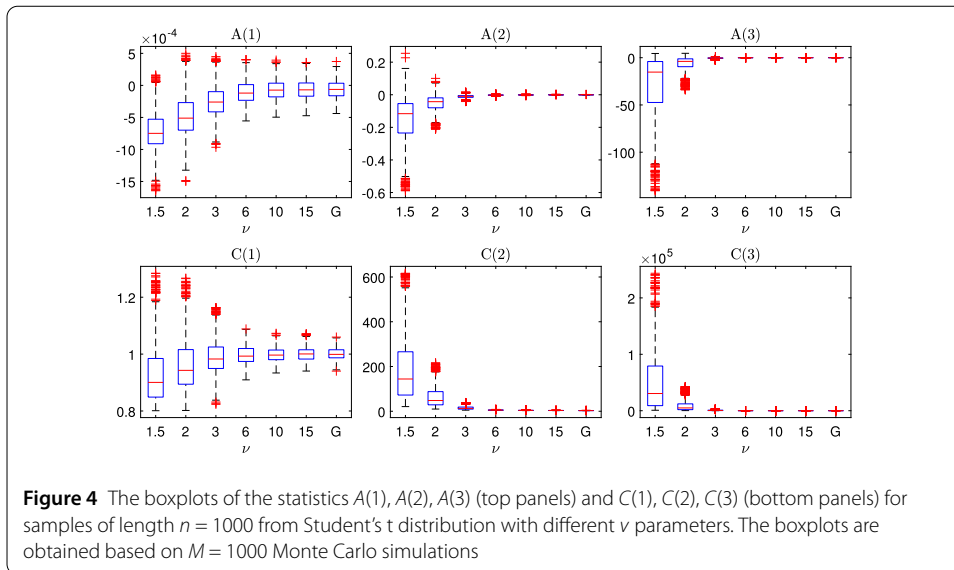 A(1) A(2) A(3)
×10⁻⁴
5
0
-5
-10
-15
1.5 2 3 6 10 15 G
ν
0.2
0
-0.2
-0.4
-0.6
1.5 2 3 6 10 15 G
ν
0
-50
-100
1.5 2 3 6 10 15 G
ν
C(1) C(2) C(3)
1.2
1
0.8
1.5 2 3 6 10 15 G
ν
600
400
200
0
1.5 2 3 6 10 15 G
ν
×10⁵
2
1
0
1.5 2 3 6 10 15 G
ν
Figure 4 The boxplots of the statistics A(1), A(2), A(3) (top panels) and C(1), C(2), C(3) (bottom panels) for
samples of length n = 1000 from Student's t distribution with different ν parameters. The boxplots are
obtained based on M = 1000 Monte Carlo simulations